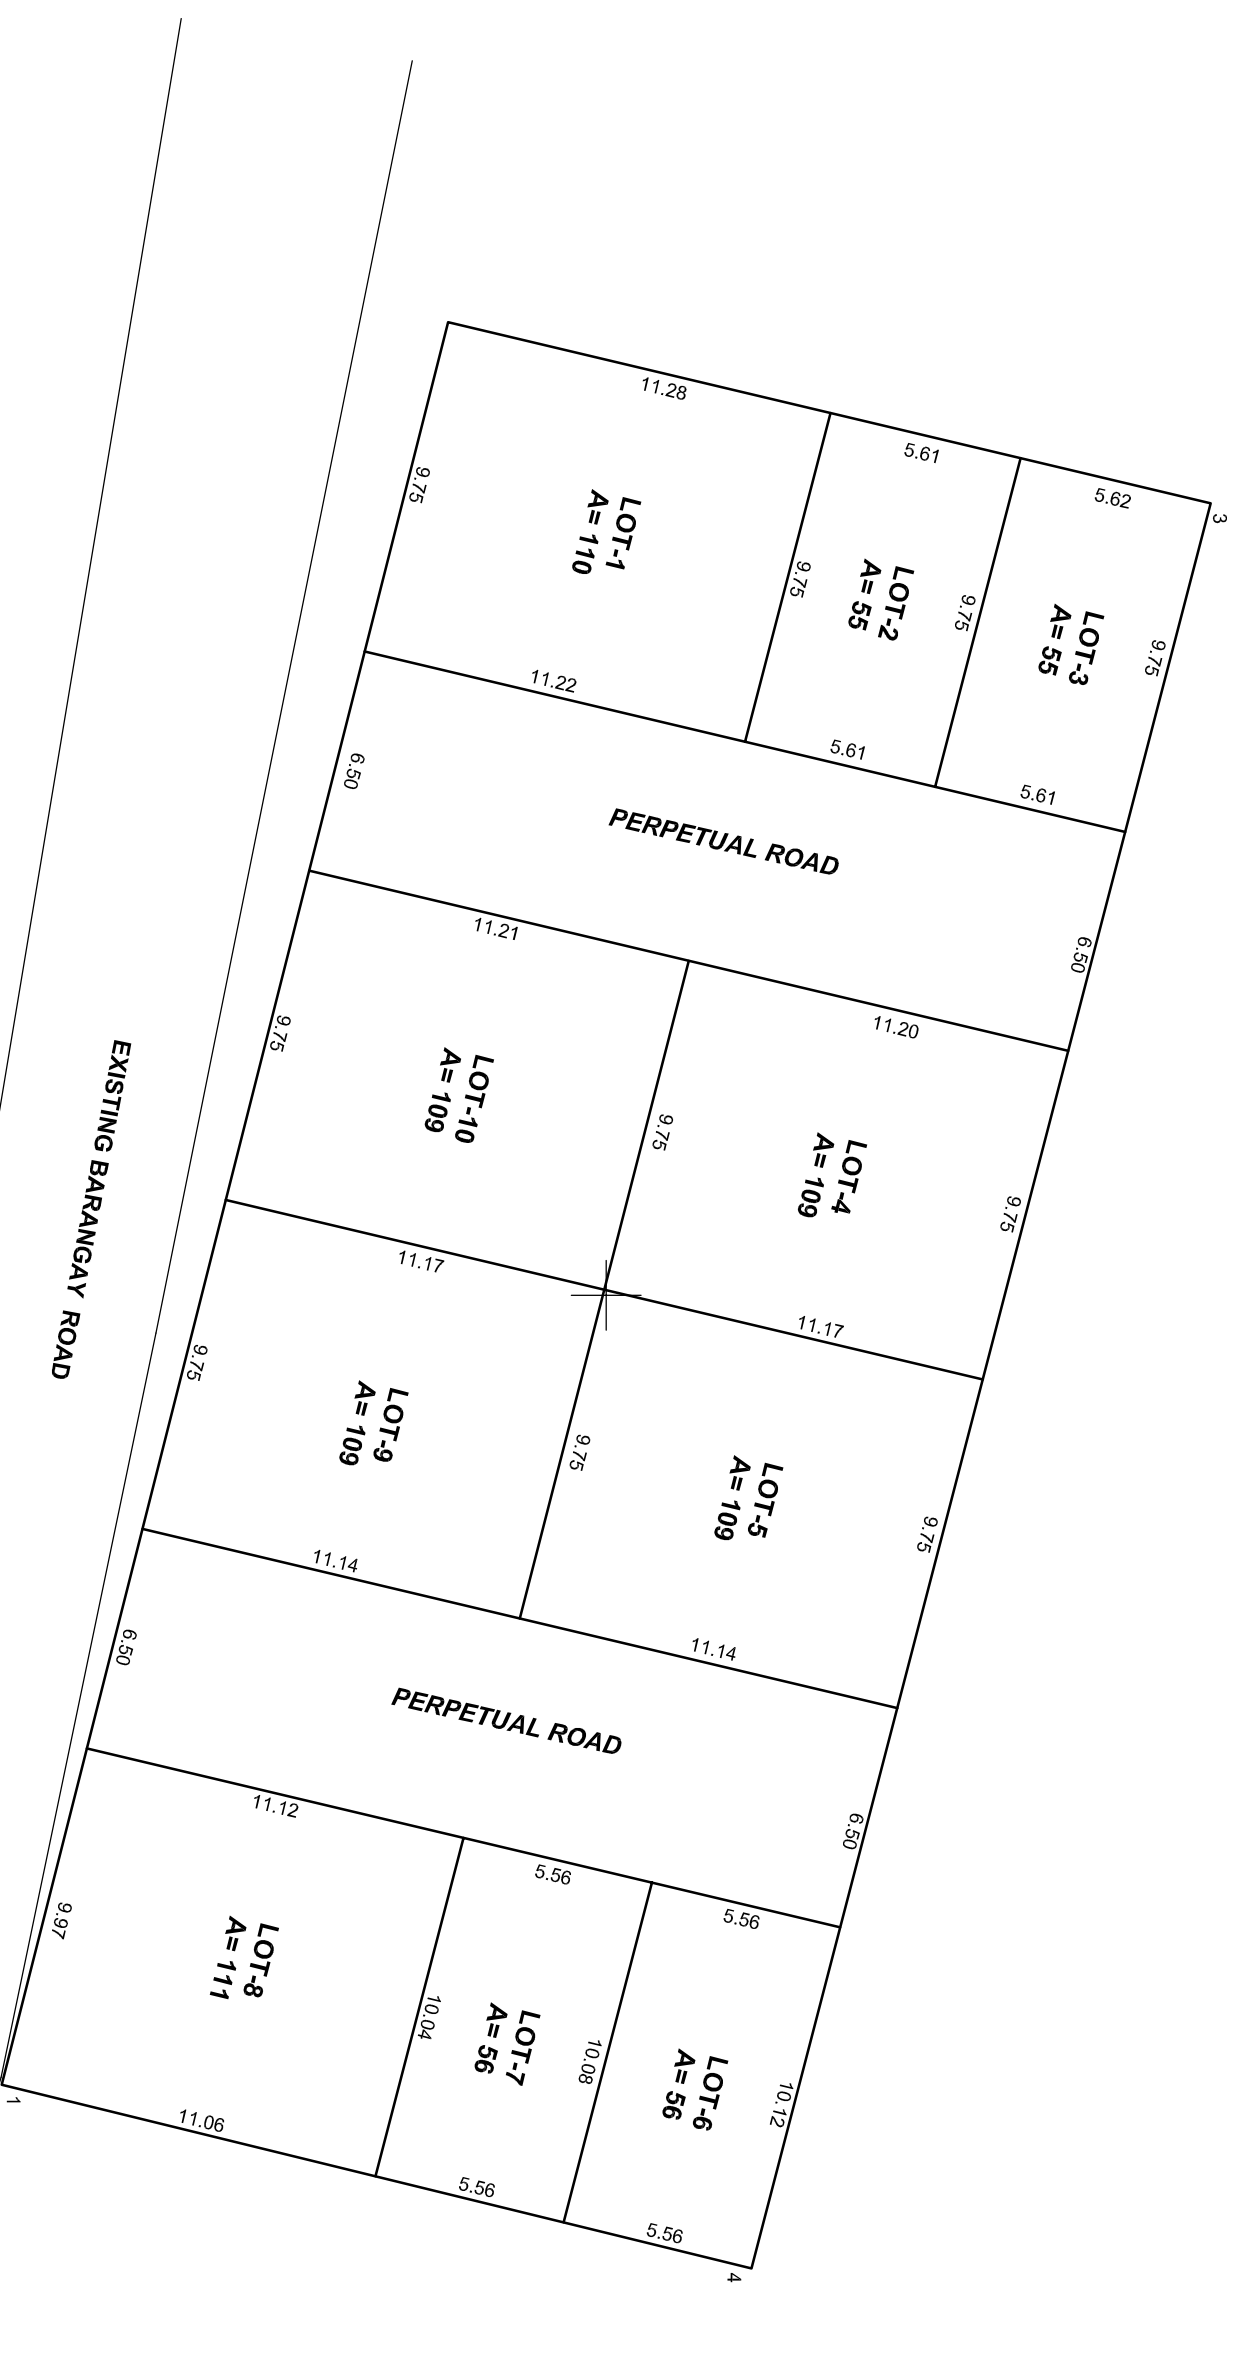 11.28
5.61
5.62
3
9.75
LOT-1
A= 110
9.75
LOT-2
A= 55
9.75
LOT-3
A= 55
9.75
11.22
5.61
5.61
6.50
PERPETUAL ROAD
6.50
11.21
11.20
9.75
LOT-10
A= 109
9.75
LOT-4
A= 109
9.75
11.17
11.17
EXISTING BARANGAY ROAD
9.75
LOT-9
A= 109
9.75
LOT-5
A= 109
9.75
11.14
11.14
6.50
PERPETUAL ROAD
6.50
11.12
5.56
5.56
9.97
LOT-8
A= 111
10.04
LOT-7
A= 56
10.08
LOT-6
A= 56
10.12
1
11.06
5.56
5.56
4